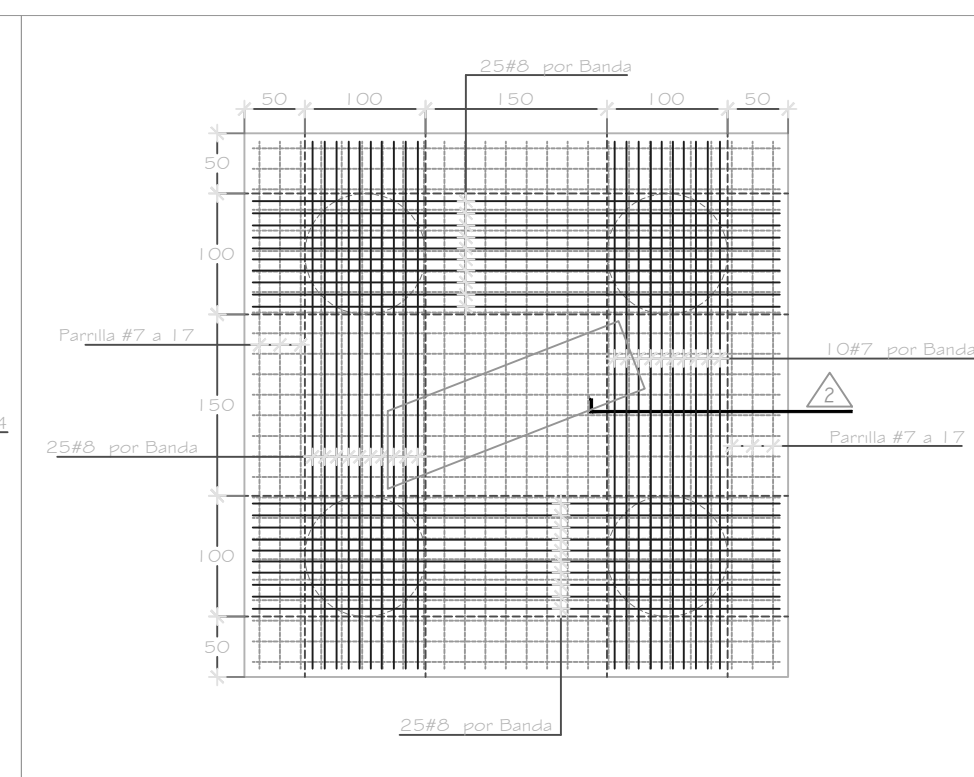 25#8 por Banda
50 100 150 100 50
50
100
Parrilla #7 a 17
10#7 por Banda
2
150
4
25#8 por Banda
Parrilla #7 a 17
100
50
25#8 por Banda